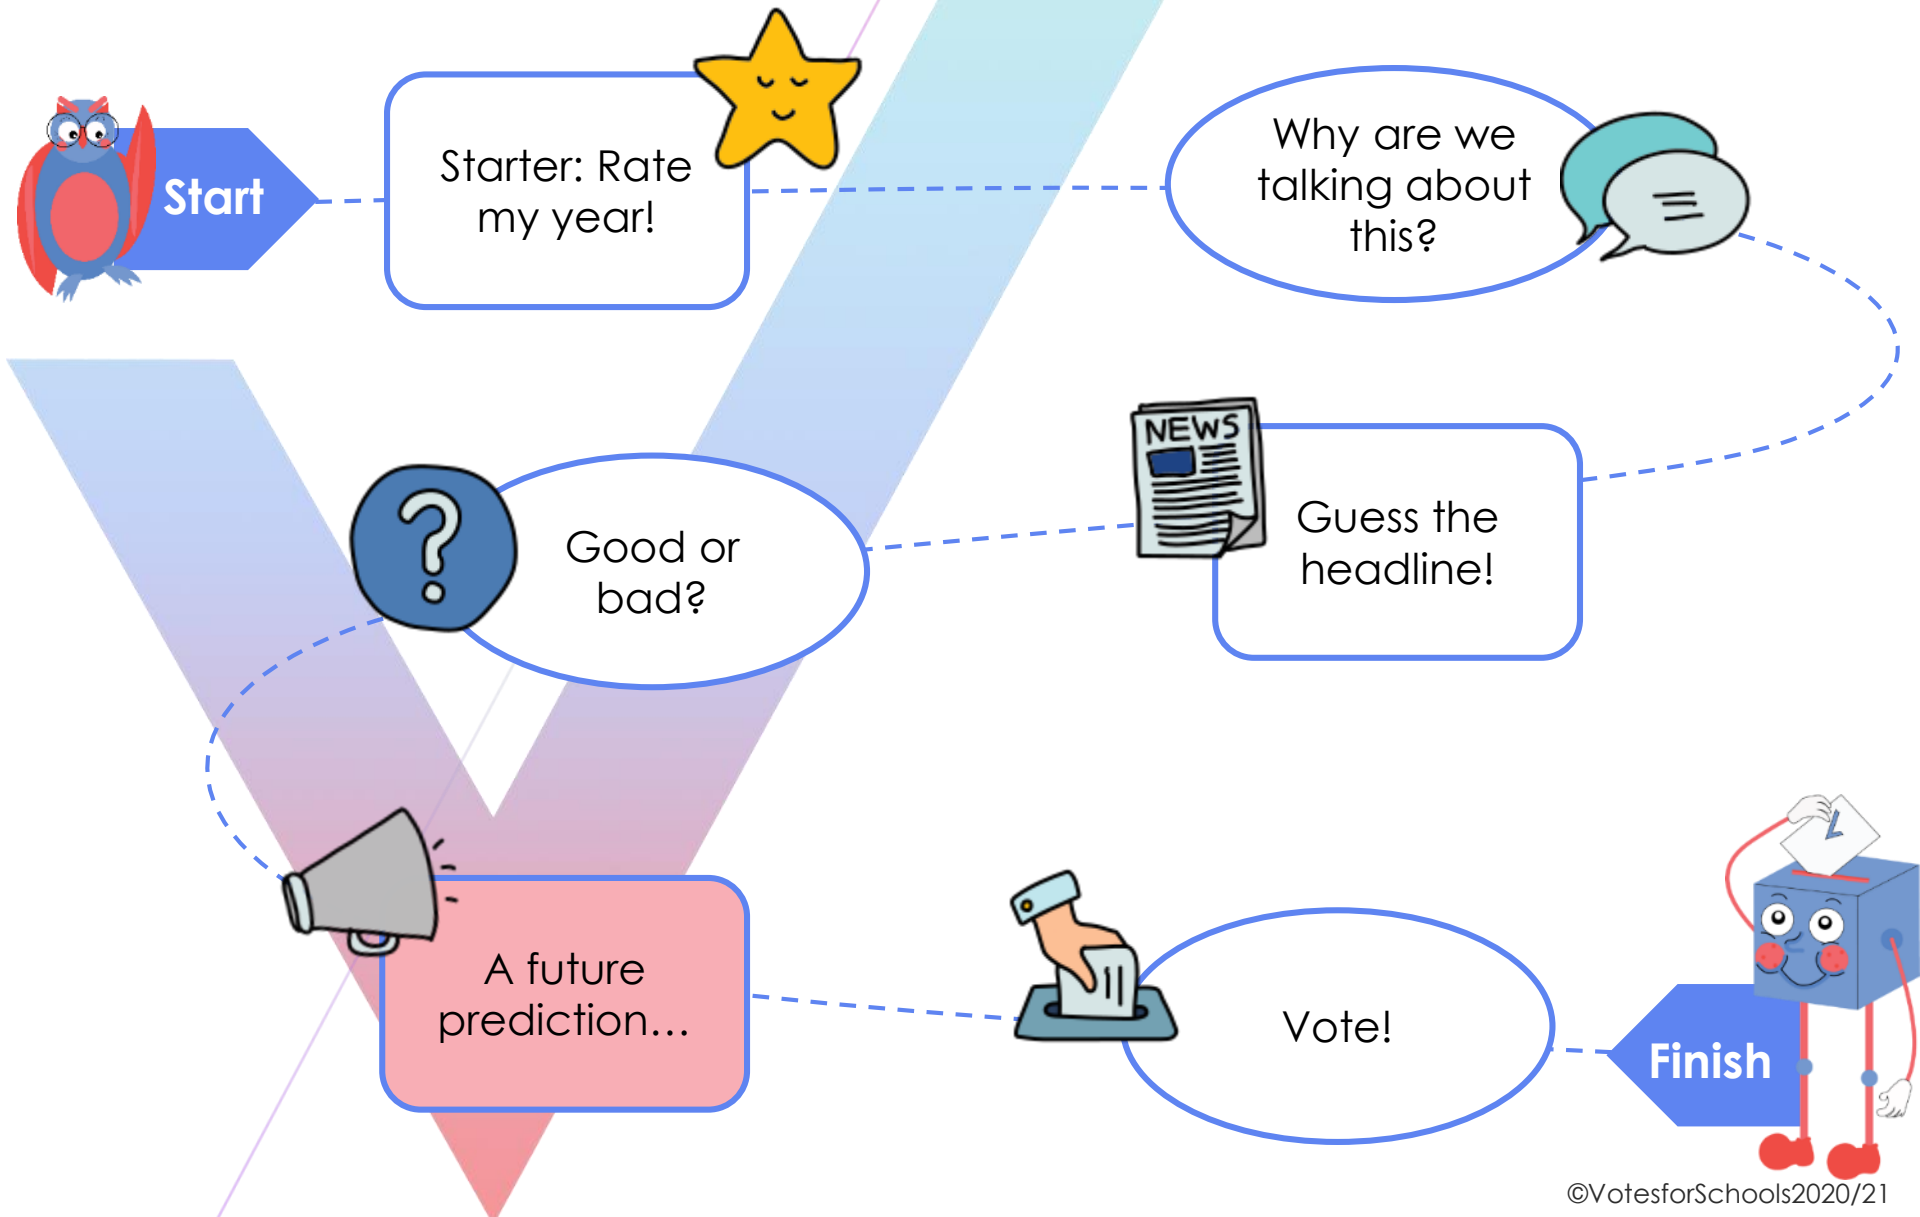 Start
Starter: Rate
my year!
Why are we
talking about
this?
NEWS
Guess the
headline!
Good or
bad?
A future
prediction...
Vote!
Finish
©VotesforSchools2020/21